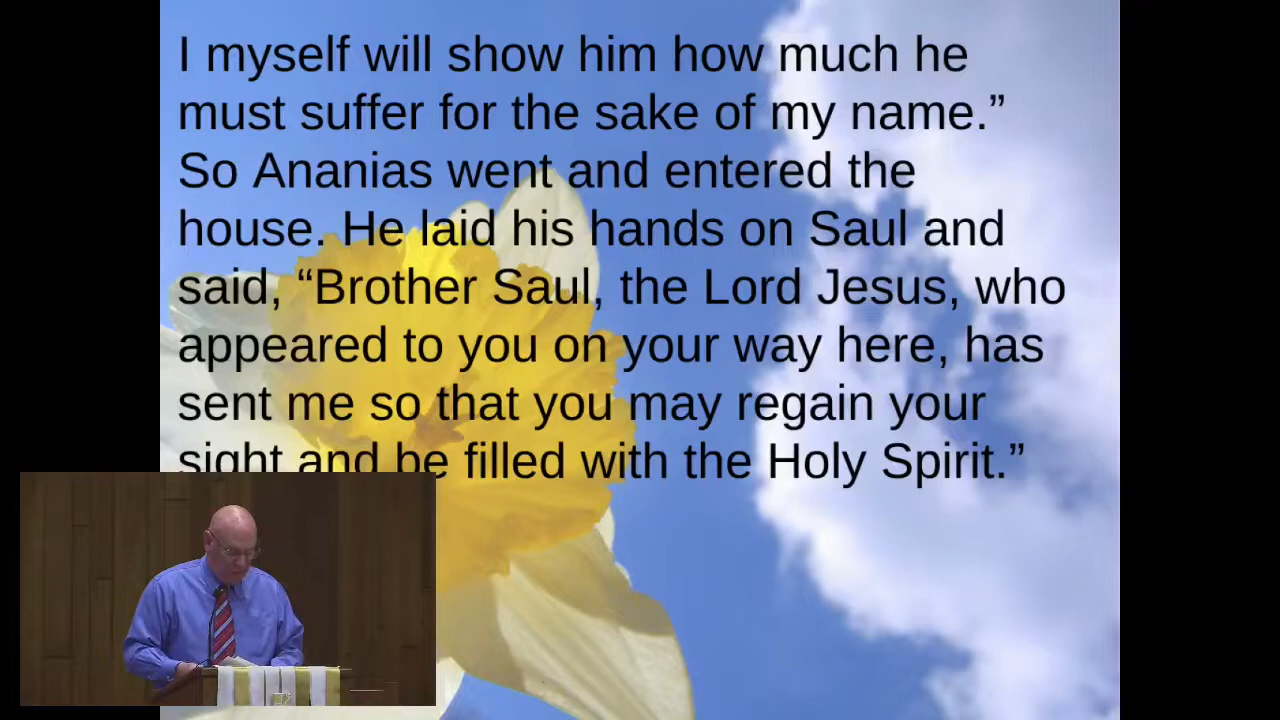 I myself will show him how much he
must suffer for the sake of my name.”
So Ananias went and entered the
house. He laid his hands on Saul and
said, “Brother Saul, the Lord Jesus, who
appeared to you on your way here, has
sent me so that you may regain your
sight and be filled with the Holy Spirit.”